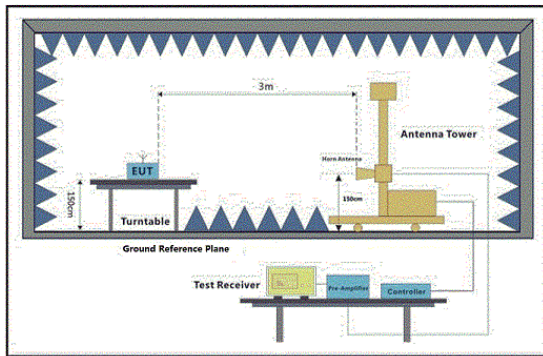 3m
Antenna Tower
Horn Antenna
EUT
150cm
150cm
Turntable
Ground Reference Plane
Test Receiver
Pre-Amplifier
Controller